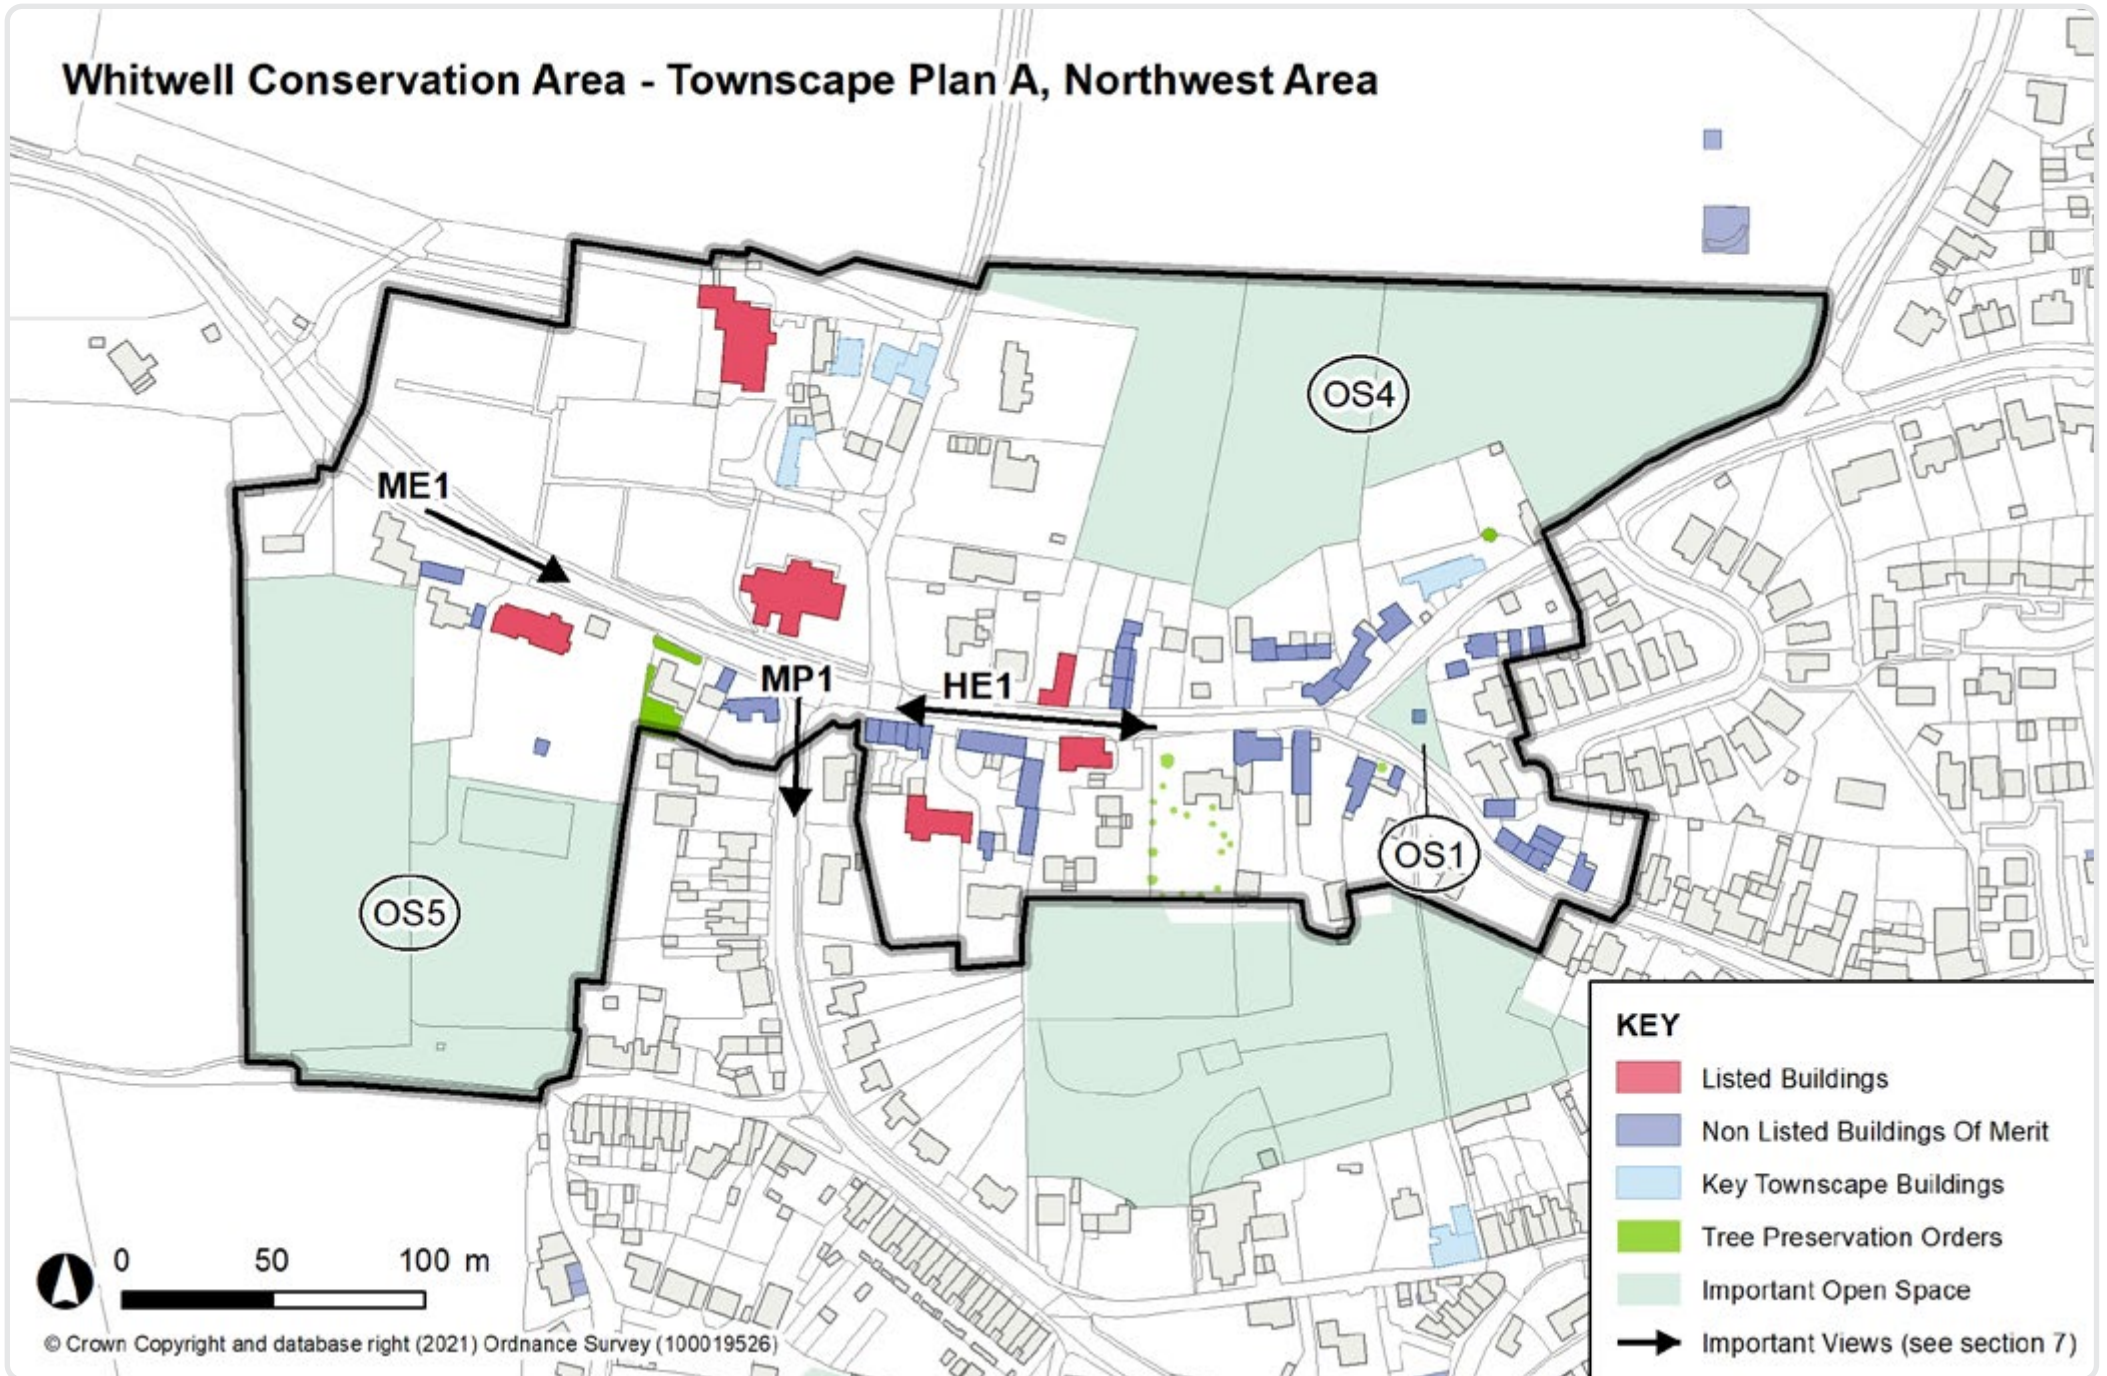 Whitwell Conservation Area - Townscape Plan A, Northwest Area
OS4
ME1
MP1
HE1
OS1
OS5
KEY
Listed Buildings
Non Listed Buildings Of Merit
Key Townscape Buildings
Tree Preservation Orders
Important Open Space
Important Views (see section 7)
0 50 100 m
© Crown Copyright and database right (2021) Ordnance Survey (100019526)